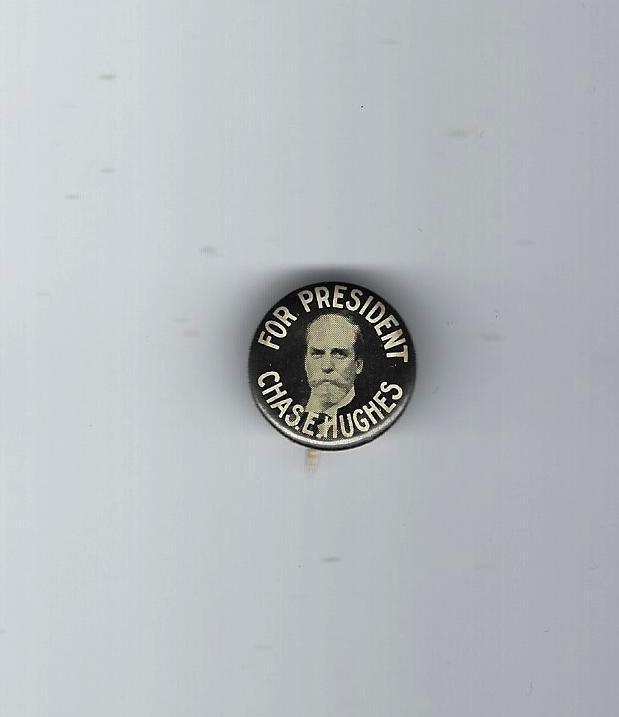 FOR PRESIDENT
CHAS. E. HUGHES